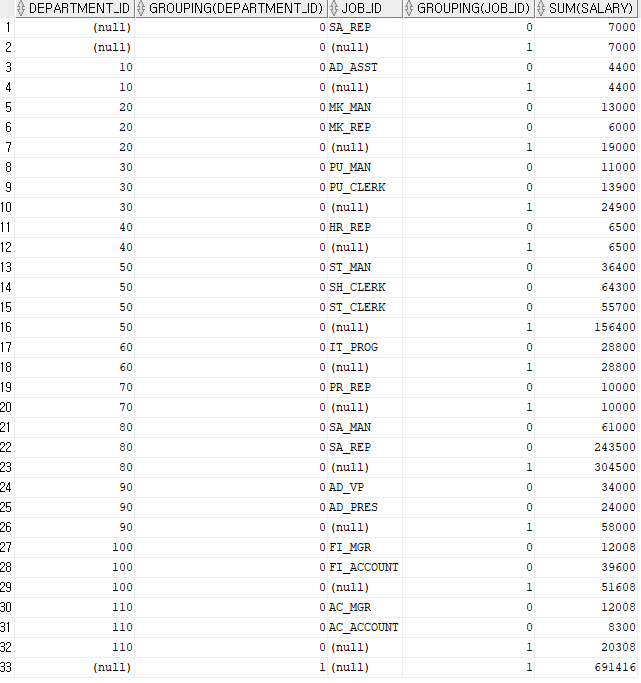 DEPARTMENT_ID GROUPING(DEPARTMENT_ID) JOB_ID GROUPING(JOB_ID) SUM(SALARY)
1 (null) 0 SA_REP 0 7000
2 (null) 0 (null) 1 7000
3 10 0 AD_ASST 0 4400
4 10 0 (null) 1 4400
5 20 0 MK_MAN 0 13000
6 20 0 MK_REP 0 6000
7 20 0 (null) 1 19000
8 30 0 PU_MAN 0 11000
9 30 0 PU_CLERK 0 13900
10 30 0 (null) 1 24900
11 40 0 HR_REP 0 6500
12 40 0 (null) 1 6500
13 50 0 ST_MAN 0 36400
14 50 0 SH_CLERK 0 64300
15 50 0 ST_CLERK 0 55700
16 50 0 (null) 1 156400
17 60 0 IT_PROG 0 28800
18 60 0 (null) 1 28800
19 70 0 PR_REP 0 10000
20 70 0 (null) 1 10000
21 80 0 SA_MAN 0 61000
22 80 0 SA_REP 0 243500
23 80 0 (null) 1 304500
24 90 0 AD_VP 0 34000
25 90 0 AD_PRES 0 24000
26 90 0 (null) 1 58000
27 100 0 FI_MGR 0 12008
28 100 0 FI_ACCOUNT 0 39600
29 100 0 (null) 1 51608
30 110 0 AC_MGR 0 12008
31 110 0 AC_ACCOUNT 0 8300
32 110 0 (null) 1 20308
33 (null) 1 (null) 1 691416